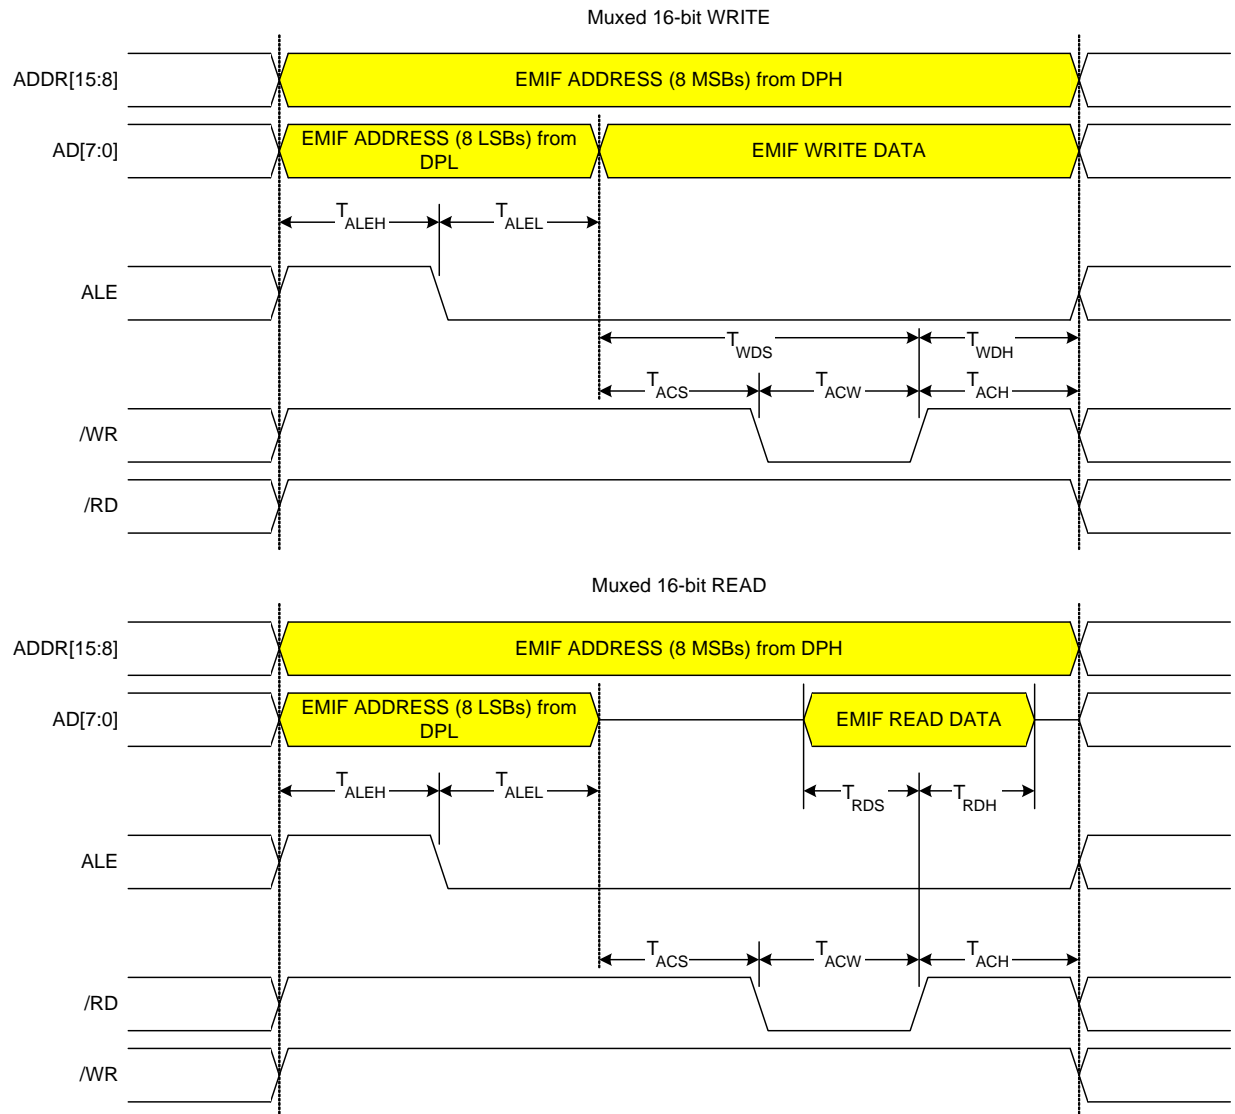 Muxed 16-bit WRITE
ADDR[15:8]
EMIF ADDRESS (8 MSBs) from DPH
AD[7:0]
EMIF ADDRESS (8 LSBs) from
DPL
EMIF WRITE DATA
TALEH
TALEL
ALE
TWDS
TWDH
TACS
TACW
TACH
/WR
/RD
Muxed 16-bit READ
ADDR[15:8]
EMIF ADDRESS (8 MSBs) from DPH
AD[7:0]
EMIF ADDRESS (8 LSBs) from
DPL
EMIF READ DATA
TALEH
TALEL
TRDS
TRDH
ALE
TACS
TACW
TACH
/RD
/WR